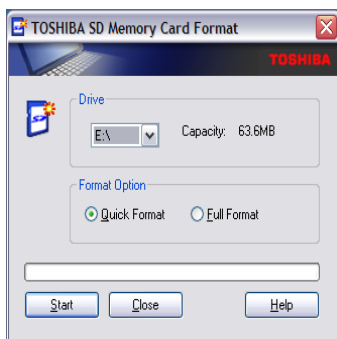 TOSHIBA SD Memory Card Format
TOSHIBA
Drive
SD
E:\ Capacity: 63.6MB
Format Option
Quick Format Full Format
Start Close Help